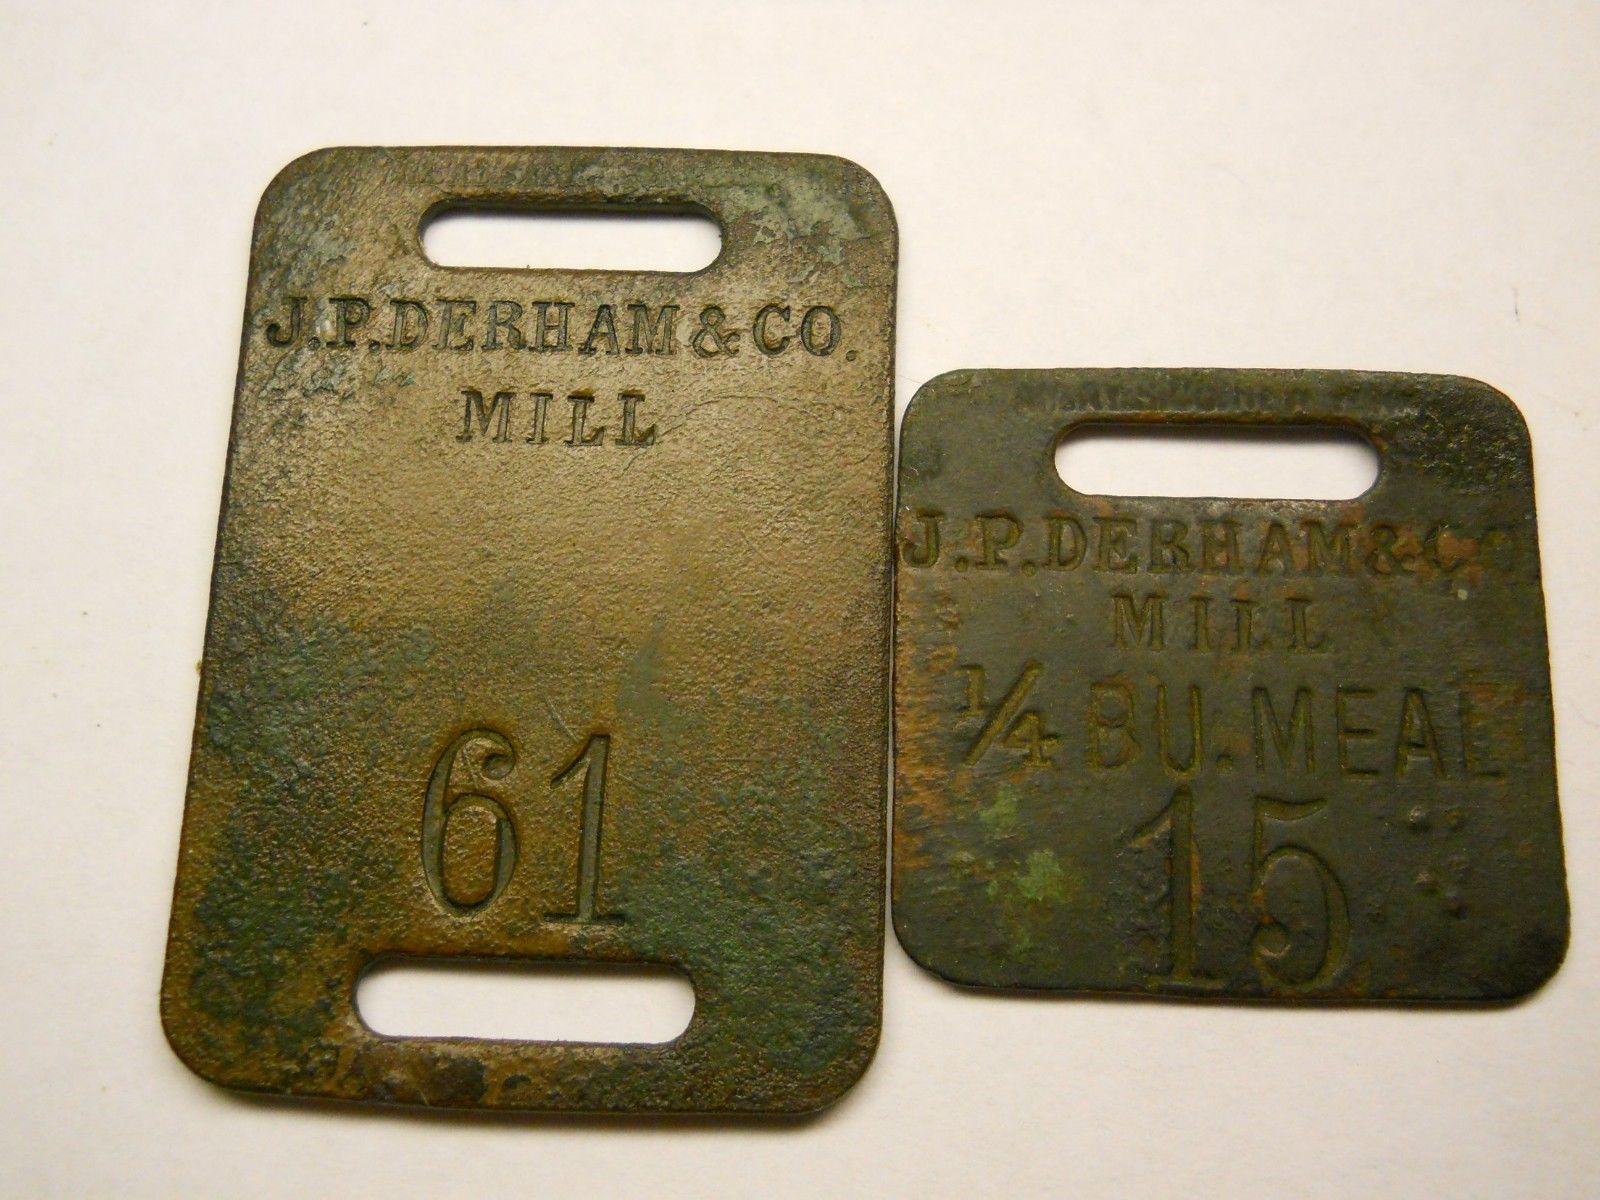 J.P.DERHAM & CO.
MILL
61
J.P.DERHAM & CO
MILL
1/4 BU. MEAL
15